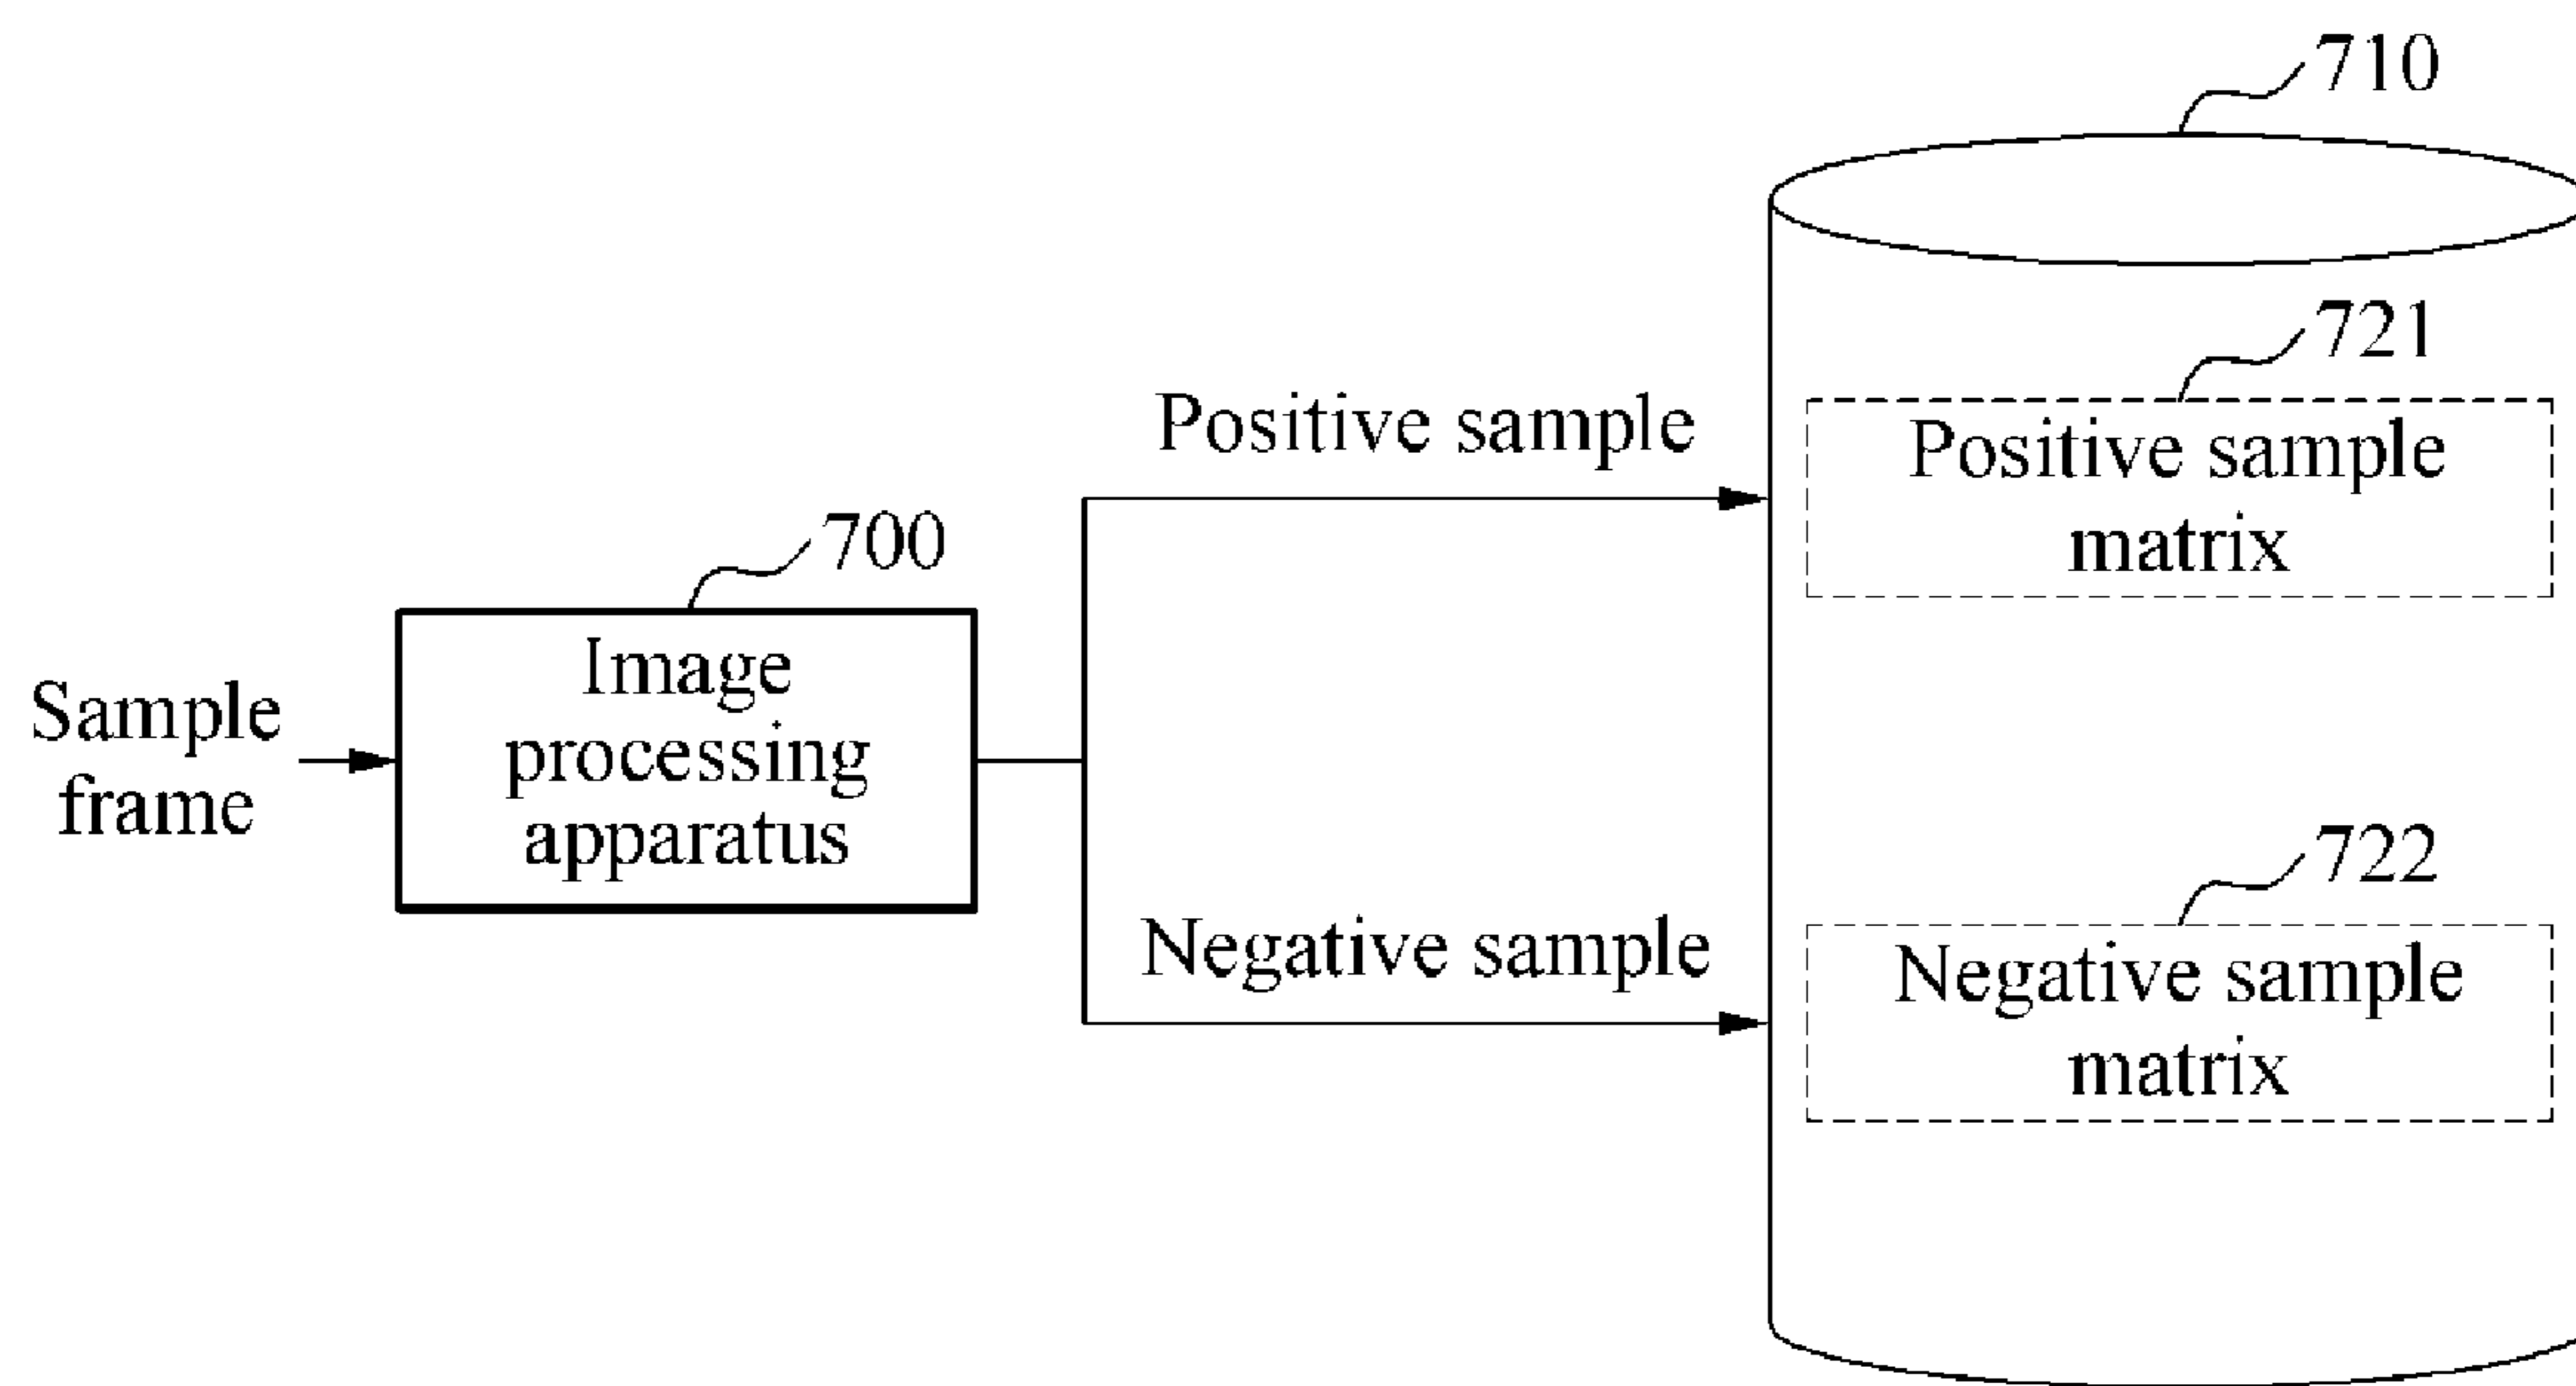 710
721
Positive sample
Positive sample
matrix
700
Image
processing
apparatus
Sample
frame
722
Negative sample
Negative sample
matrix